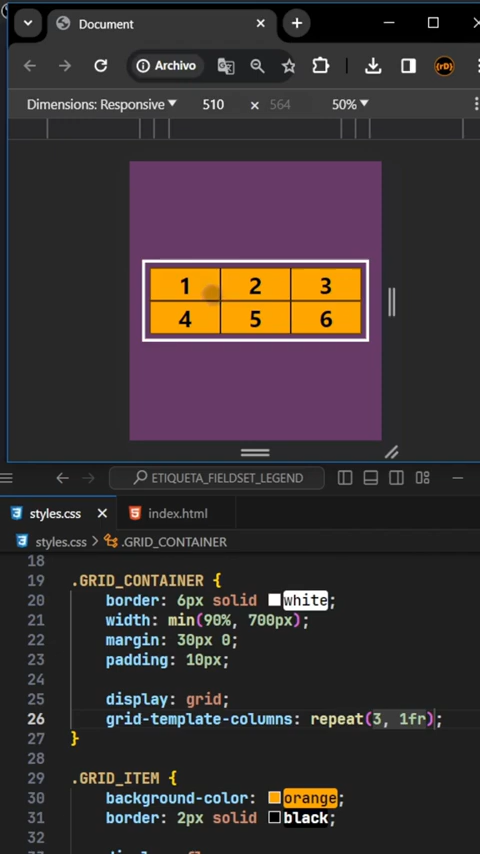 Document
Archivo
Dimensions: Responsive 510 × 564 50%
1 2 3
4 5 6
ETIQUETA_FIELDSET_LEGEND
styles.css index.html
styles.css > .GRID_CONTAINER
18
19 .GRID_CONTAINER {
20 border: 6px solid white;
21 width: min(90%, 700px);
22 margin: 30px 0;
23 padding: 10px;
24
25 display: grid;
26 grid-template-columns: repeat(3, 1fr);
27 }
28
29 .GRID_ITEM {
30 background-color: orange;
31 border: 2px solid black;
32